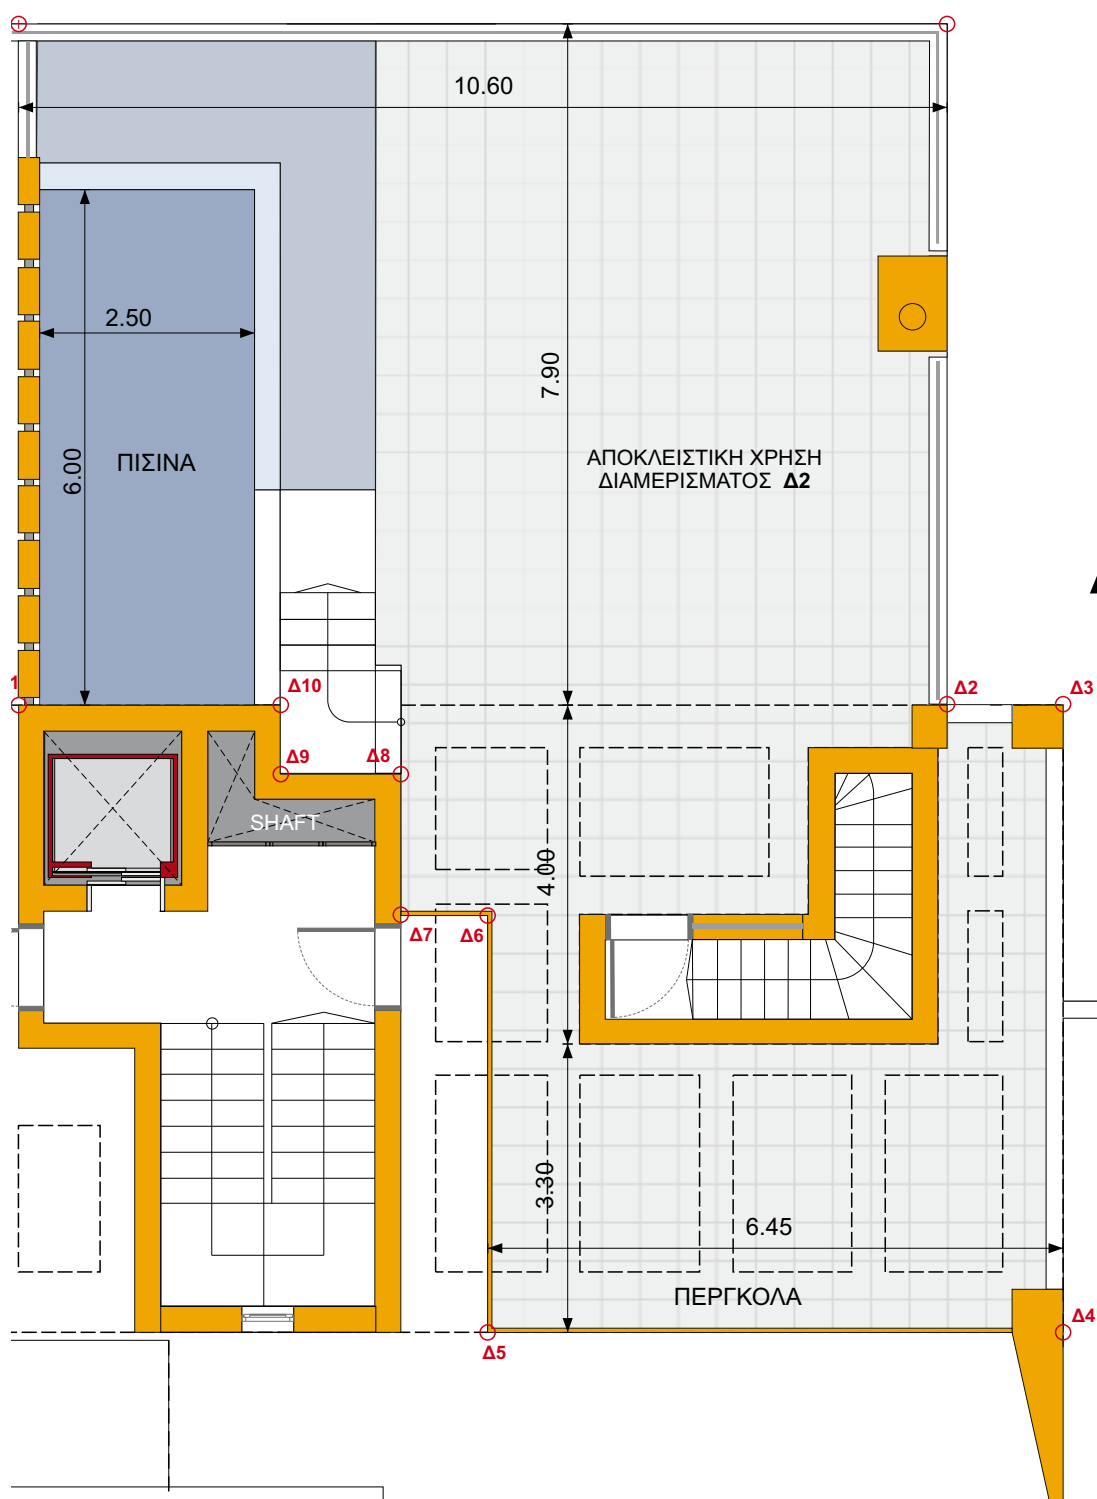 10.60
2.50
7.90
6.00
ΠΙΣΙΝΑ
ΑΠΟΚΛΕΙΣΤΙΚΗ ΧΡΗΣΗ
ΔΙΑΜΕΡΙΣΜΑΤΟΣ Δ2
1
Δ10
Δ2
Δ3
Δ9
Δ8
SHAFT
4.00
Δ7
Δ6
3.30
6.45
ΠΕΡΓΚΟΛΑ
Δ5
Δ4